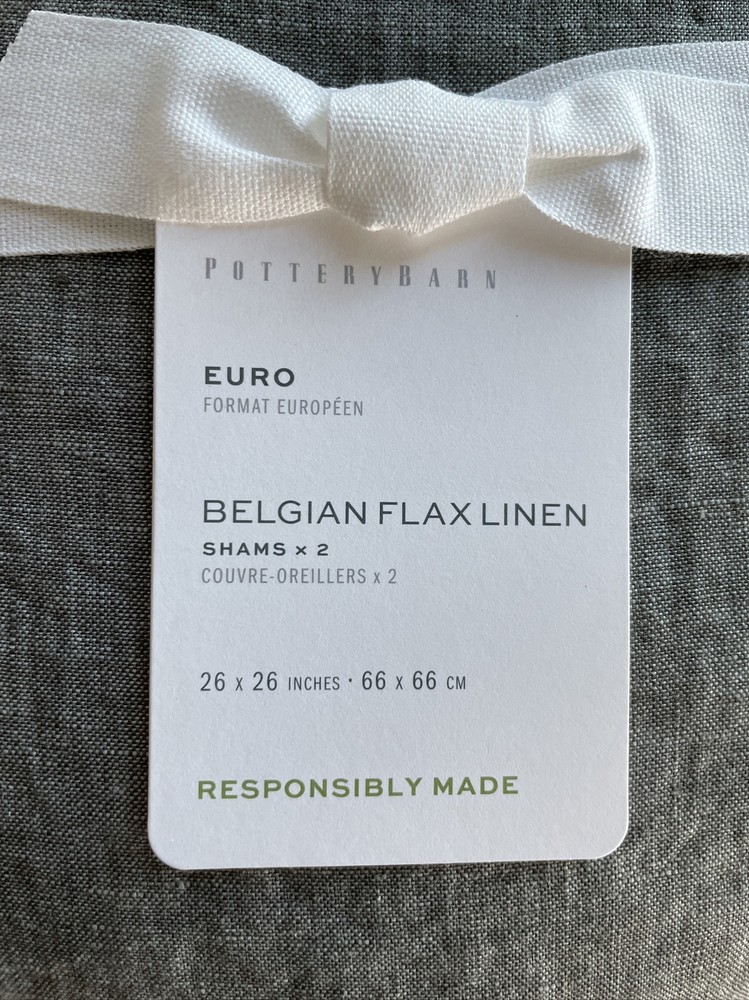 POTTERYBARN
EURO
FORMAT EUROPÉEN
BELGIAN FLAX LINEN
SHAMS x 2
COUVRE-OREILLERS x 2
26 x 26 INCHES · 66 x 66 CM
RESPONSIBLY MADE